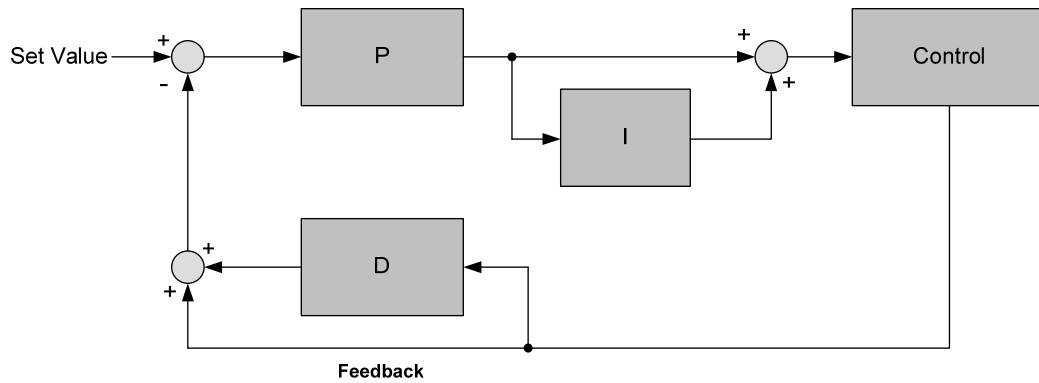 +
Set Value
-
P
+
+
Control
I
+
+
D
Feedback